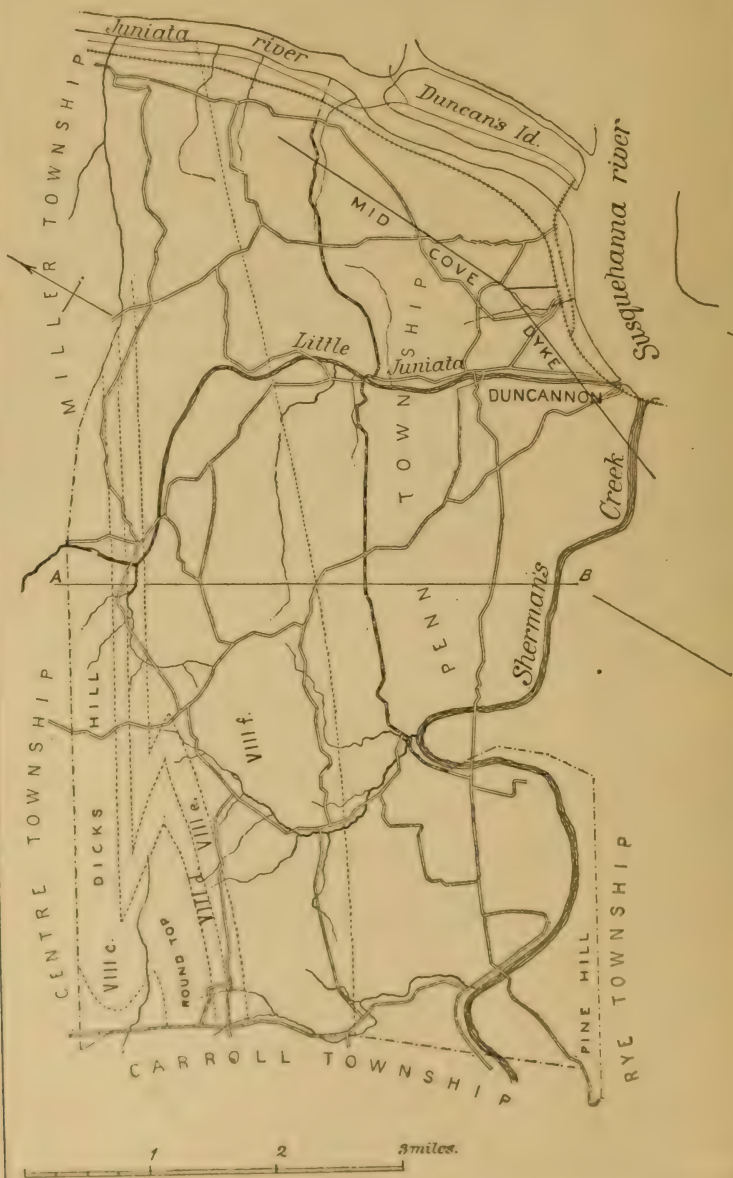 Juniata river
Duncan's Id.
Susquehanna river
MILLER TOWNSHIP
MID COVE DYKE
Little Juniata
DUNCANNON
PENN TOWNSHIP
Sherman's Creek
A
B
CENTRE TOWNSHIP
DICKS HILL
VIII f.
VIII e.
VIII d.
VIII c.
ROUND TOP
PINE HILL
RYE TOWNSHIP
CARROLL TOWNSHIP
1 2 3 miles.